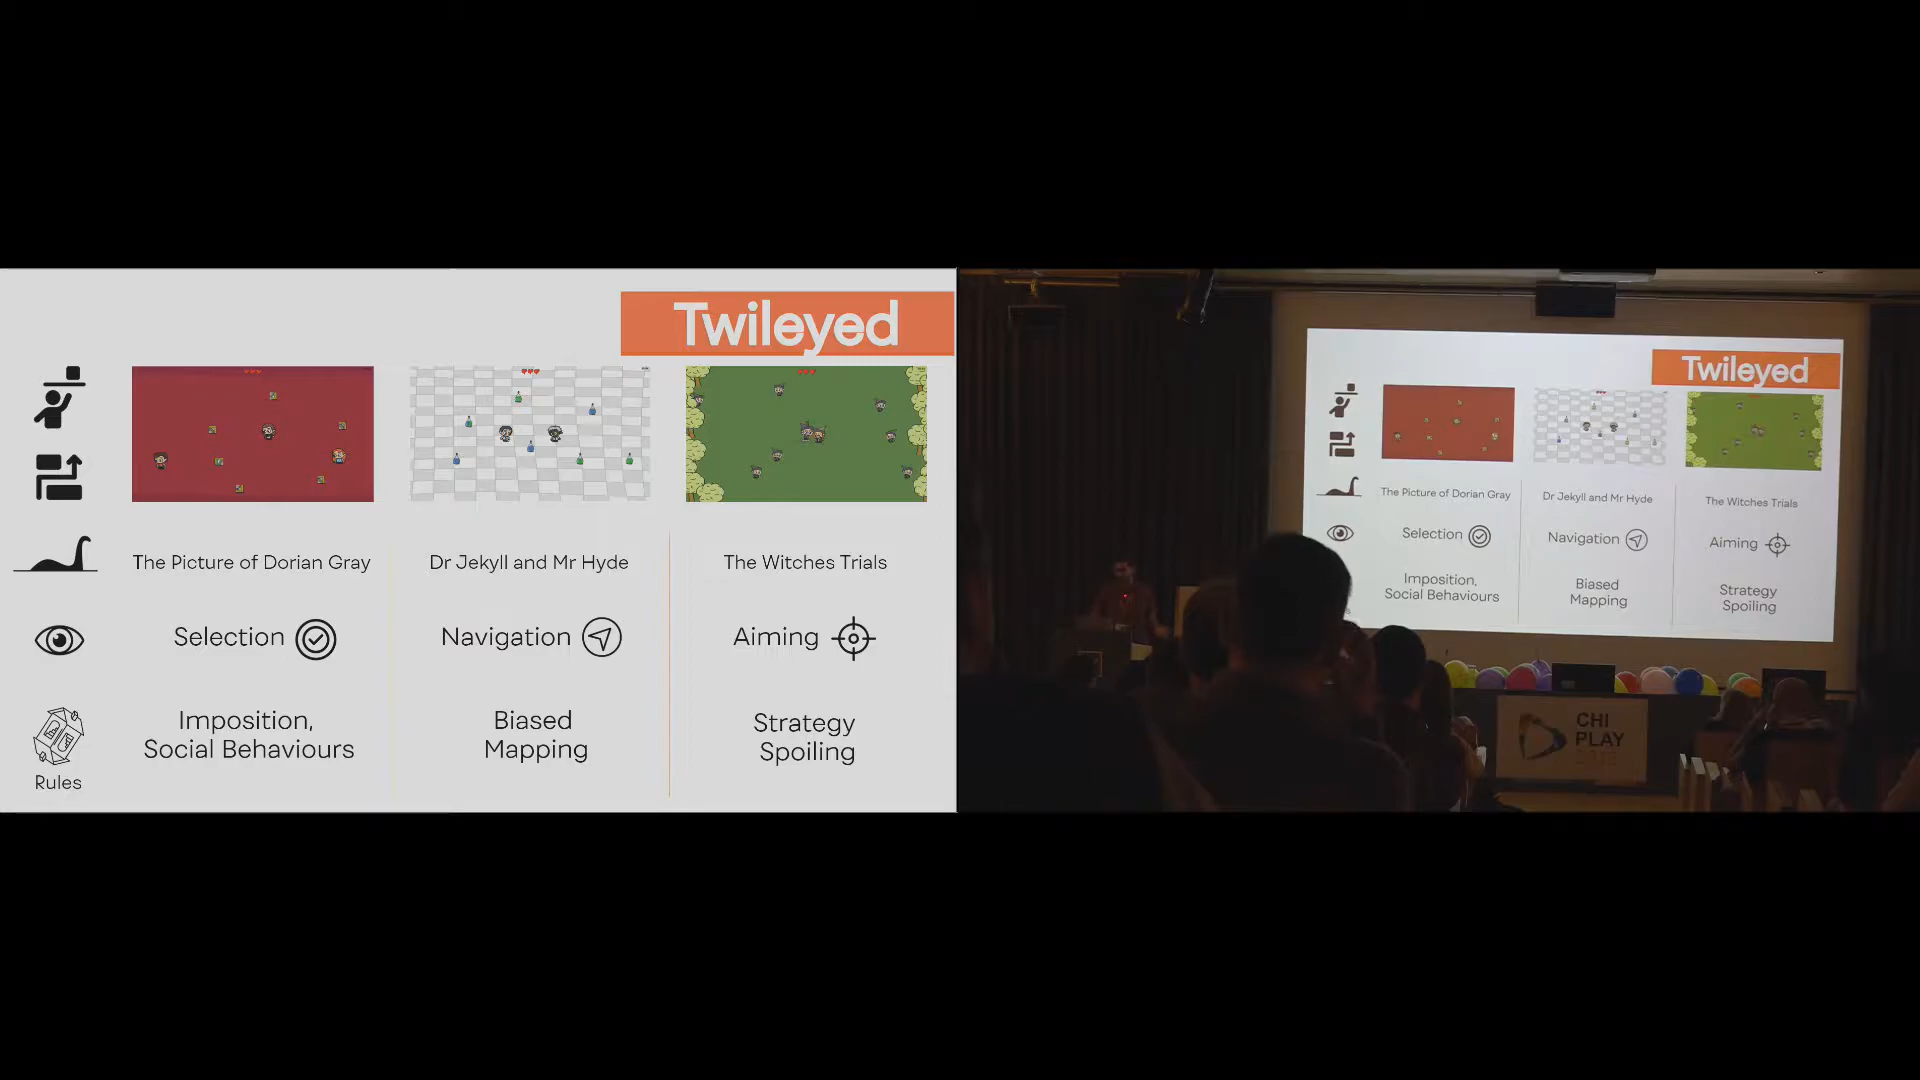 Twileyed
The Picture of Dorian Gray
Dr Jekyll and Mr Hyde
The Witches Trials
Selection
Navigation
Aiming
Imposition,
Social Behaviours
Biased
Mapping
Strategy
Spoiling
Rules
Twileyed
The Picture of Dorian Gray
Dr Jekyll and Mr Hyde
The Witches Trials
Selection
Navigation
Aiming
Imposition,
Social Behaviours
Biased
Mapping
Strategy
Spoiling
CHI
PLAY